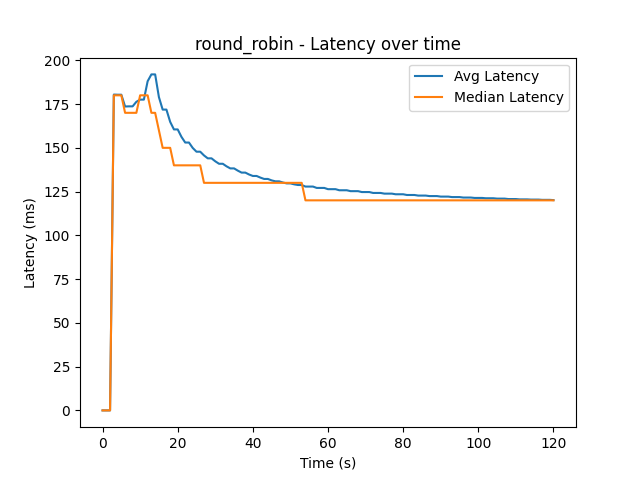 round_robin - Latency over time
Avg Latency
Median Latency
Latency (ms)
200
175
150
125
100
75
50
25
0
0 20 40 60 80 100 120
Time (s)